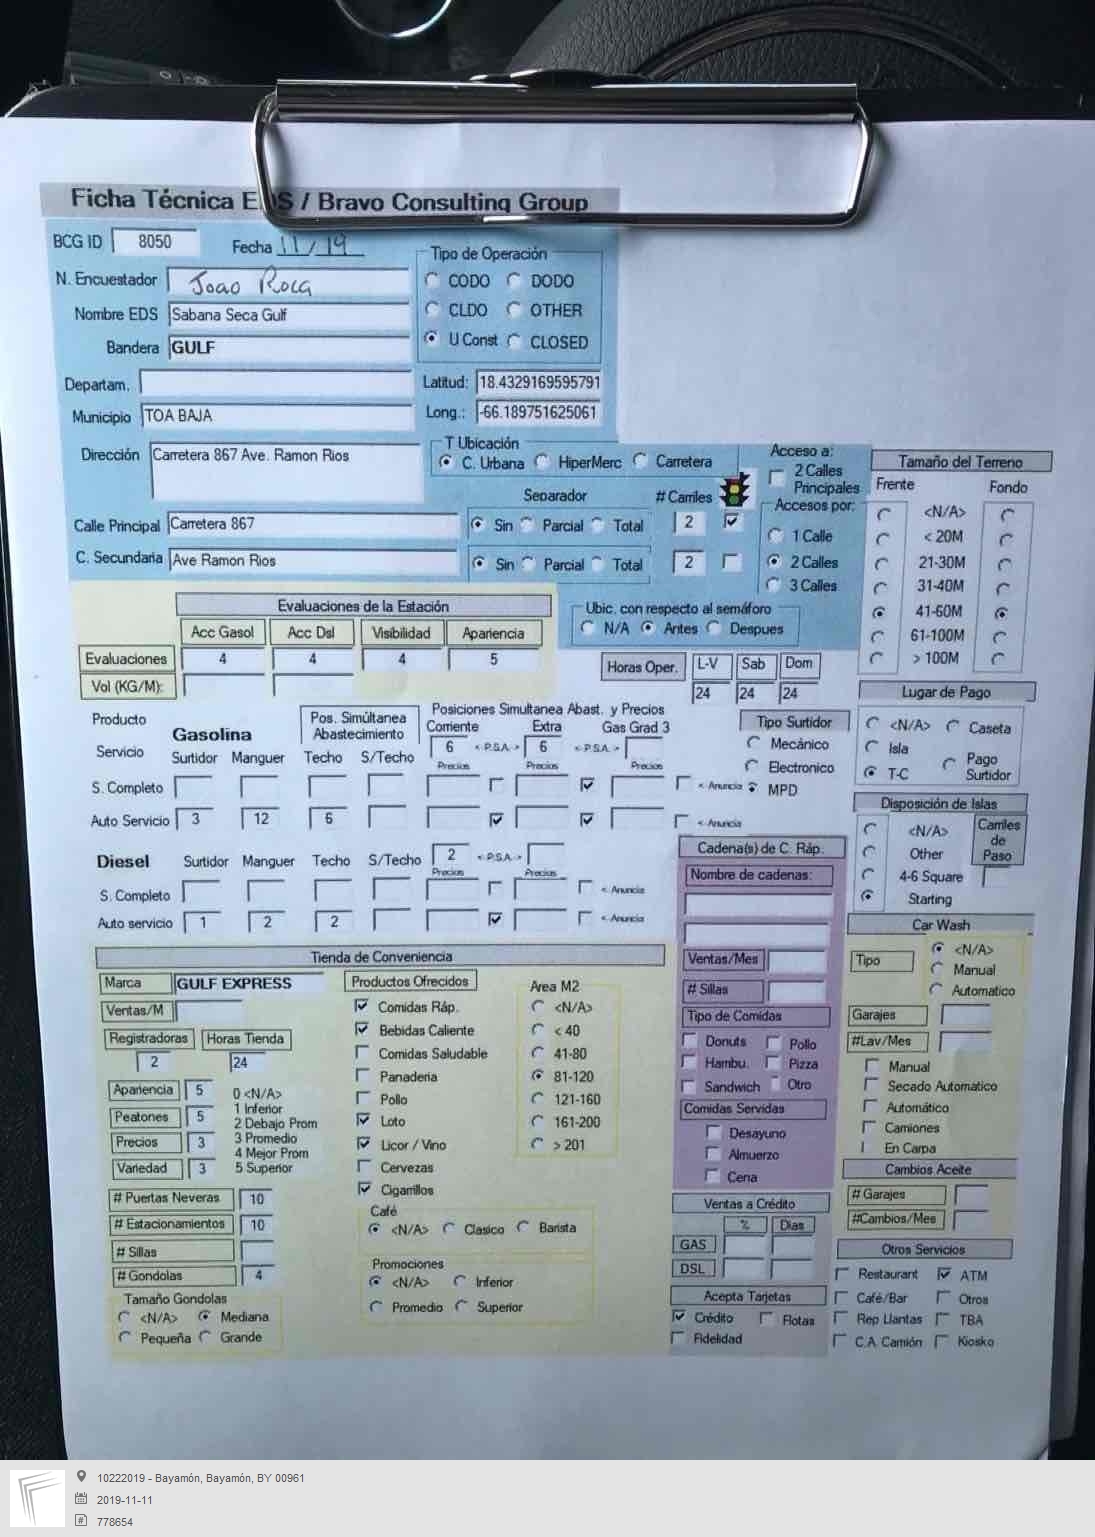 Ficha Técnica EDS / Bravo Consulting Group
BCG ID 8050 Fecha 11/19
N. Encuestador Joao Roca
Nombre EDS Sabana Seca Gulf
Bandera GULF
Tipo de Operación
CODO DODO
CLDO OTHER
U Const CLOSED
Departam.
Municipio TOA BAJA
Latitud: 18.4329169595791
Long.: -66.189751625061
Dirección Carretera 867 Ave. Ramon Rios
T Ubicación
C. Urbana HiperMerc Carretera
Calle Principal Carretera 867
C. Secundaria Ave Ramon Rios
Separador # Carriles
Sin Parcial Total 2
Sin Parcial Total 2
Acceso a:
2 Calles
Principales
Accesos por:
1 Calle
2 Calles
3 Calles
Ubic. con respecto al semáforo
N/A Antes Despues
Tamaño del Terreno
Frente Fondo
<N/A>
< 20M
21-30M
31-40M
41-60M
61-100M
> 100M
Evaluaciones de la Estación
Acc Gasol Acc Dsl Visibilidad Apariencia
Evaluaciones 4 4 4 5
Vol (KG/M):
Horas Oper. L-V Sab Dom
24 24 24
Lugar de Pago
<N/A> Caseta
Isla
T-C Pago
Surtidor
Producto
Servicio
Gasolina
Surtidor Manguer
Pos. Simúltanea
Abastecimiento
Techo S/Techo
Posiciones Simultanea Abast. y Precios
Corriente Extra Gas Grad 3
6 <-P.S.A.-> 6 <-P.S.A.->
Precios Precios Precios
S. Completo <-Anuncia
Auto Servicio 3 12 6 <-Anuncia
Tipo Surtidor
Mecánico
Electronico
MPD
Disposición de Islas
<N/A>
Other
4-6 Square
Starting
Carriles
de
Paso
Diesel Surtidor Manguer Techo S/Techo 2 <-P.S.A.->
Precios Precios
S. Completo <-Anuncia
Auto servicio 1 2 2 <-Anuncia
Cadena(s) de C. Ráp.
Nombre de cadenas:
Ventas/Mes
# Sillas
Tipo de Comidas
Donuts Pollo
Hambu. Pizza
Sandwich Otro
Comidas Servidas
Desayuno
Almuerzo
Cena
Car Wash
Tipo <N/A>
Manual
Automatico
Garajes
#Lav/Mes
Manual
Secado Automatico
Automático
Camiones
En Carpa
Cambios Aceite
# Garajes
#Cambios/Mes
Tienda de Conveniencia
Marca GULF EXPRESS
Ventas/M
Registradoras Horas Tienda
2 24
Apariencia 5
Peatones 5
Precios 3
Variedad 3
0 <N/A>
1 Inferior
2 Debajo Prom
3 Promedio
4 Mejor Prom
5 Superior
# Puertas Neveras 10
# Estacionamientos 10
# Sillas
# Gondolas 4
Tamaño Gondolas
<N/A> Mediana
Pequeña Grande
Productos Ofrecidos
Comidas Ráp.
Bebidas Caliente
Comidas Saludable
Panaderia
Pollo
Loto
Licor / Vino
Cervezas
Cigarrillos
Area M2
<N/A>
< 40
41-80
81-120
121-160
161-200
> 201
Café
<N/A> Clasico Barista
Promociones
<N/A> Inferior
Promedio Superior
Ventas a Crédito
% Dias
GAS
DSL
Acepta Tarjetas
Crédito Flotas
Fidelidad
Otros Servicios
Restaurant ATM
Café/Bar Otros
Rep Llantas TBA
C.A. Camión Kiosko
10222019 - Bayamón, Bayamón, BY 00961
2019-11-11
778654